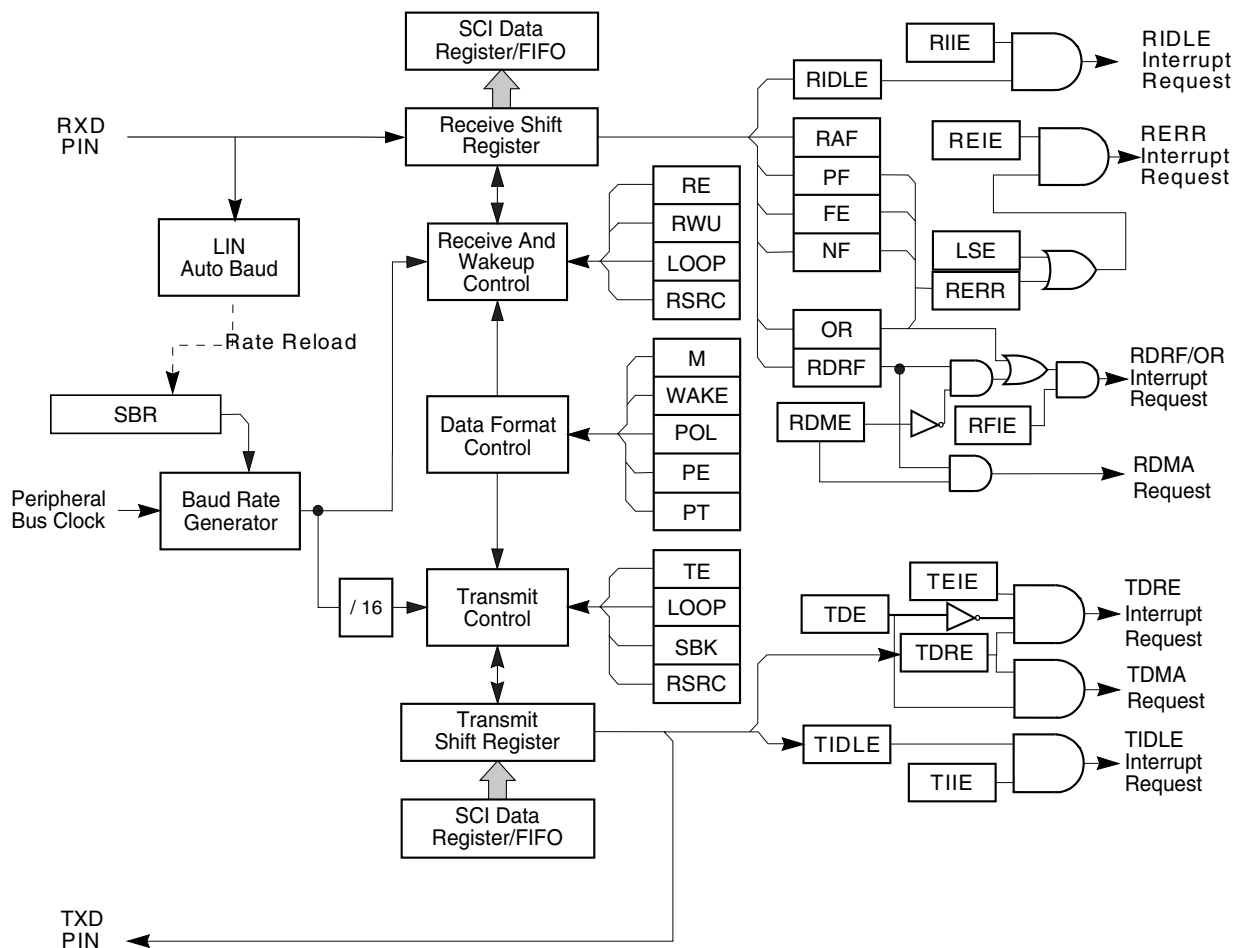 SCI Data
Register/FIFO
RXD
PIN
Receive Shift
Register
LIN
Auto Baud
Rate Reload
SBR
Peripheral
Bus Clock
Baud Rate
Generator
/ 16
Receive And
Wakeup
Control
RE
RWU
LOOP
RSRC
Data Format
Control
M
WAKE
POL
PE
PT
Transmit
Control
TE
LOOP
SBK
RSRC
Transmit
Shift Register
SCI Data
Register/FIFO
TXD
PIN
RIDLE
RAF
PF
FE
NF
OR
RDRF
RIIE
RIDLE
Interrupt
Request
REIE
RERR
Interrupt
Request
LSE
RERR
RDME
RFIE
RDRF/OR
Interrupt
Request
RDMA
Request
TEIE
TDE
TDRE
TDRE
Interrupt
Request
TDMA
Request
TIDLE
TIIE
TIDLE
Interrupt
Request